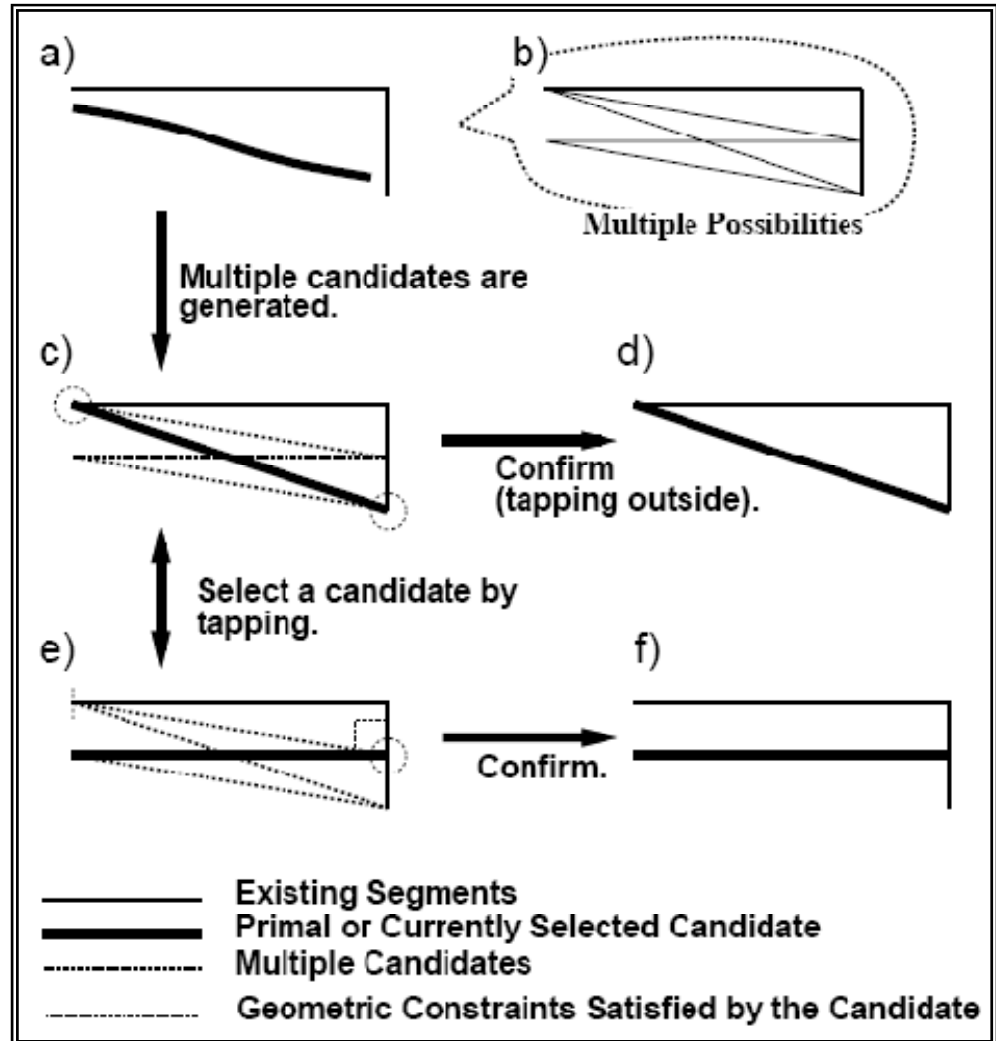 a)
b)
Multiple Possibilities
Multiple candidates are
generated.
c)
d)
Confirm
(tapping outside).
Select a candidate by
tapping.
e)
f)
Confirm.
Existing Segments
Primal or Currently Selected Candidate
Multiple Candidates
Geometric Constraints Satisfied by the Candidate